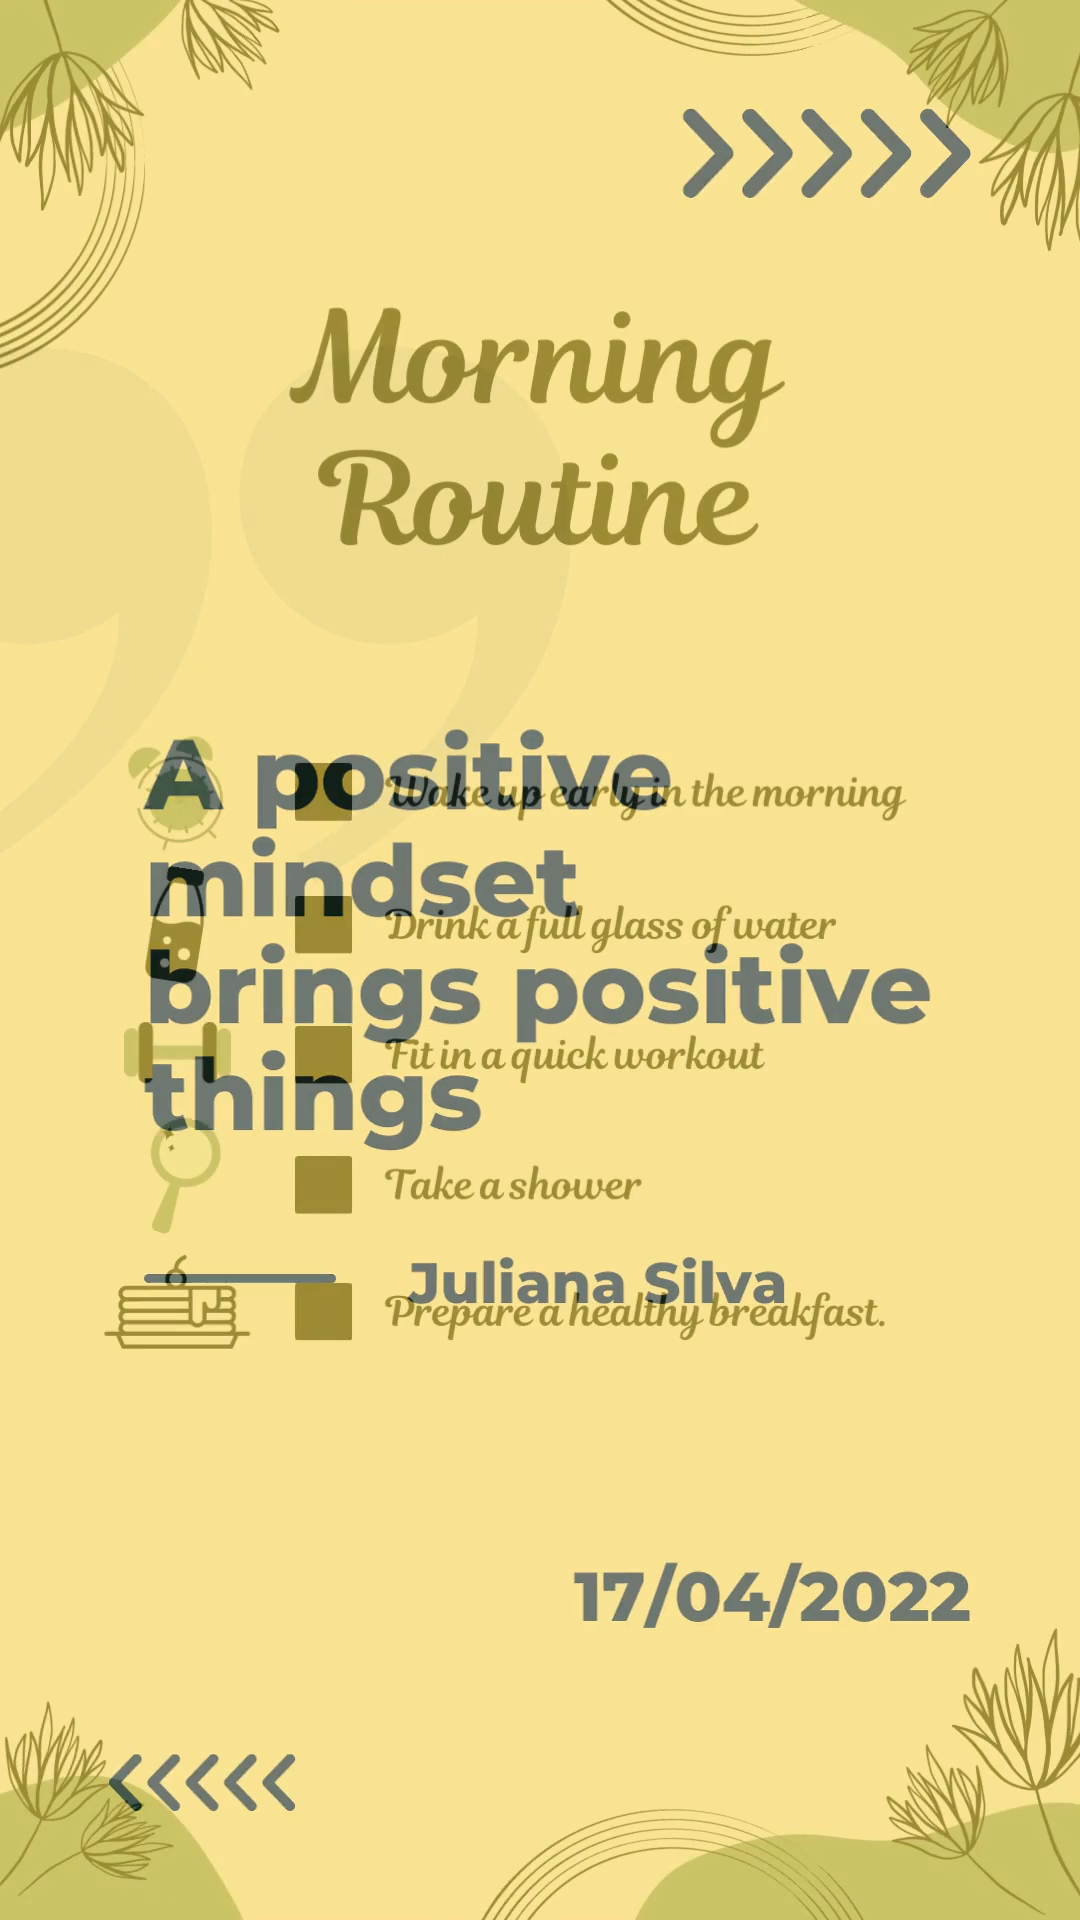 Morning
Routine
A positive
mindset
brings positive
things
Wake up early in the morning
Drink a full glass of water
Fit in a quick workout
Take a shower
Prepare a healthy breakfast.
Juliana Silva
17/04/2022